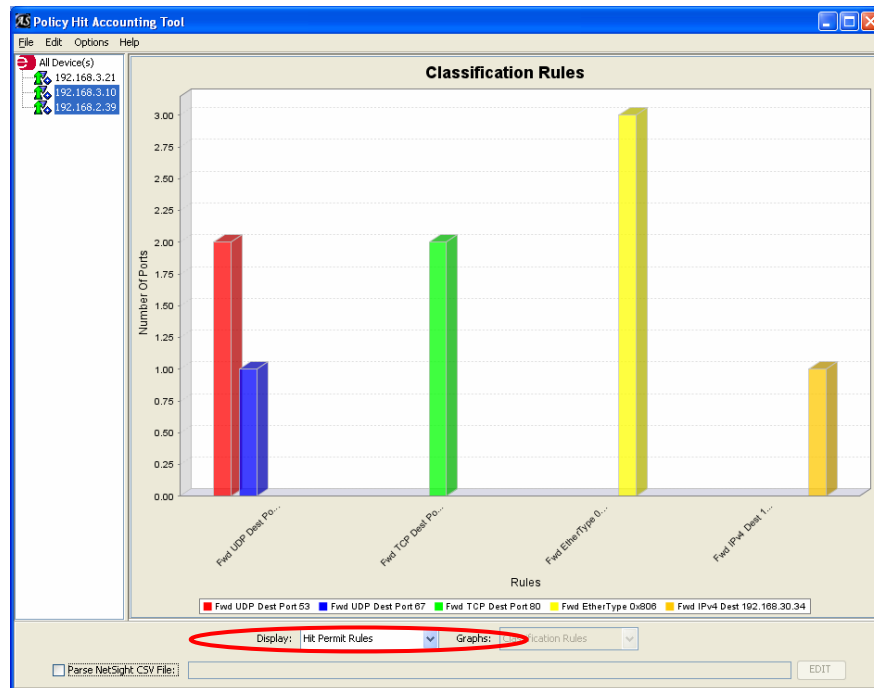 Policy Hit Accounting Tool
File Edit Options Help
All Device(s)
192.168.3.21
192.168.3.10
192.168.2.39
Classification Rules
Number Of Ports
3.00
2.75
2.50
2.25
2.00
1.75
1.50
1.25
1.00
0.75
0.50
0.25
0.00
Fwd UDP Dest Po...
Fwd TCP Dest Po...
Fwd EtherType 0...
Fwd IPv4 Dest 1...
Rules
Fwd UDP Dest Port 53 Fwd UDP Dest Port 67 Fwd TCP Dest Port 80 Fwd EtherType 0x806 Fwd IPv4 Dest 192.168.30.34
Display: Hit Permit Rules Graphs: Classification Rules
Parse NetSight CSV File: EDIT